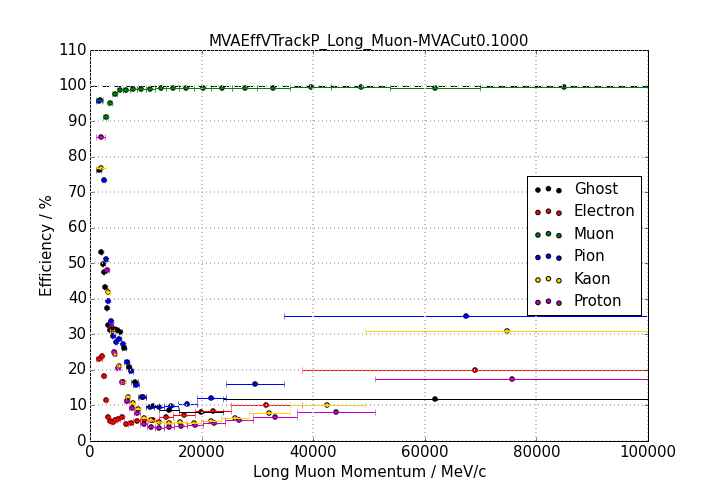 MVAEffVTrackP_Long_Muon-MVACut0.1000
Efficiency / %
110
100
90
80
70
60
50
40
30
20
10
0
Ghost
Electron
Muon
Pion
Kaon
Proton
0 20000 40000 60000 80000 100000
Long Muon Momentum / MeV/c